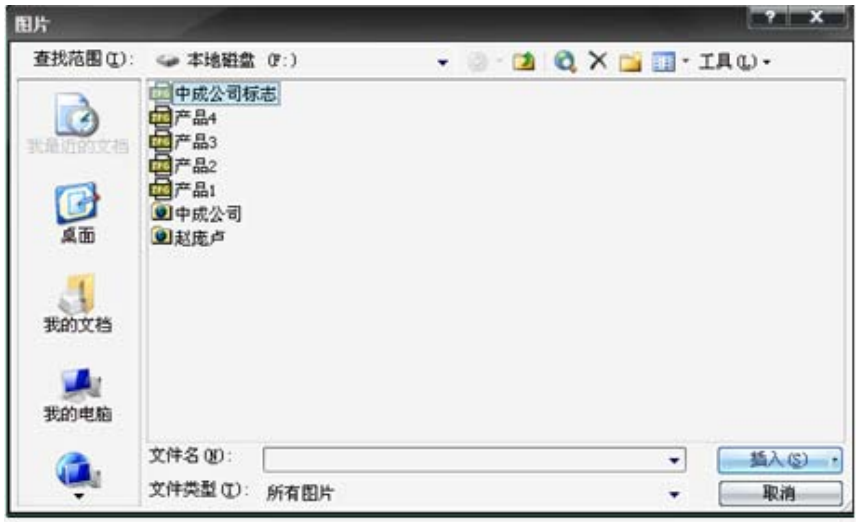 图片
查找范围(I): 本地磁盘 (F:) 工具(L)
中成公司标志
产品4
产品3
产品2
产品1
中成公司
赵庞卢
我最近的文档
桌面
我的文档
我的电脑
文件名(N): 插入(S)
文件类型(T): 所有图片 取消